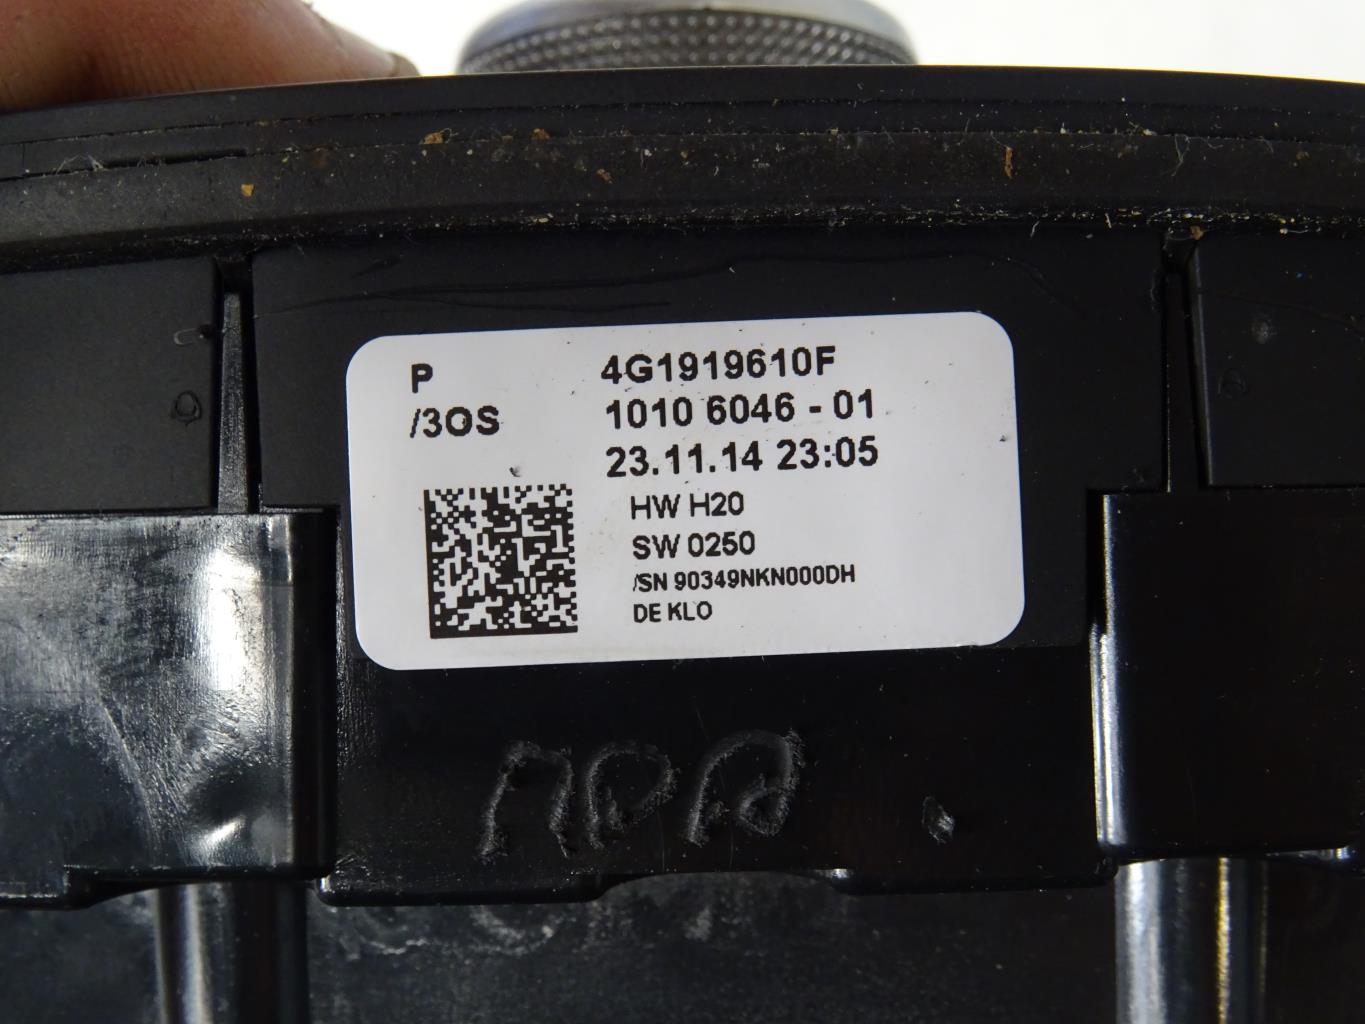 P 4G1919610F
/3OS 1010 6046 - 01
23.11.14 23:05
HW H20
SW 0250
/SN 90349NKN000DH
DE KLO